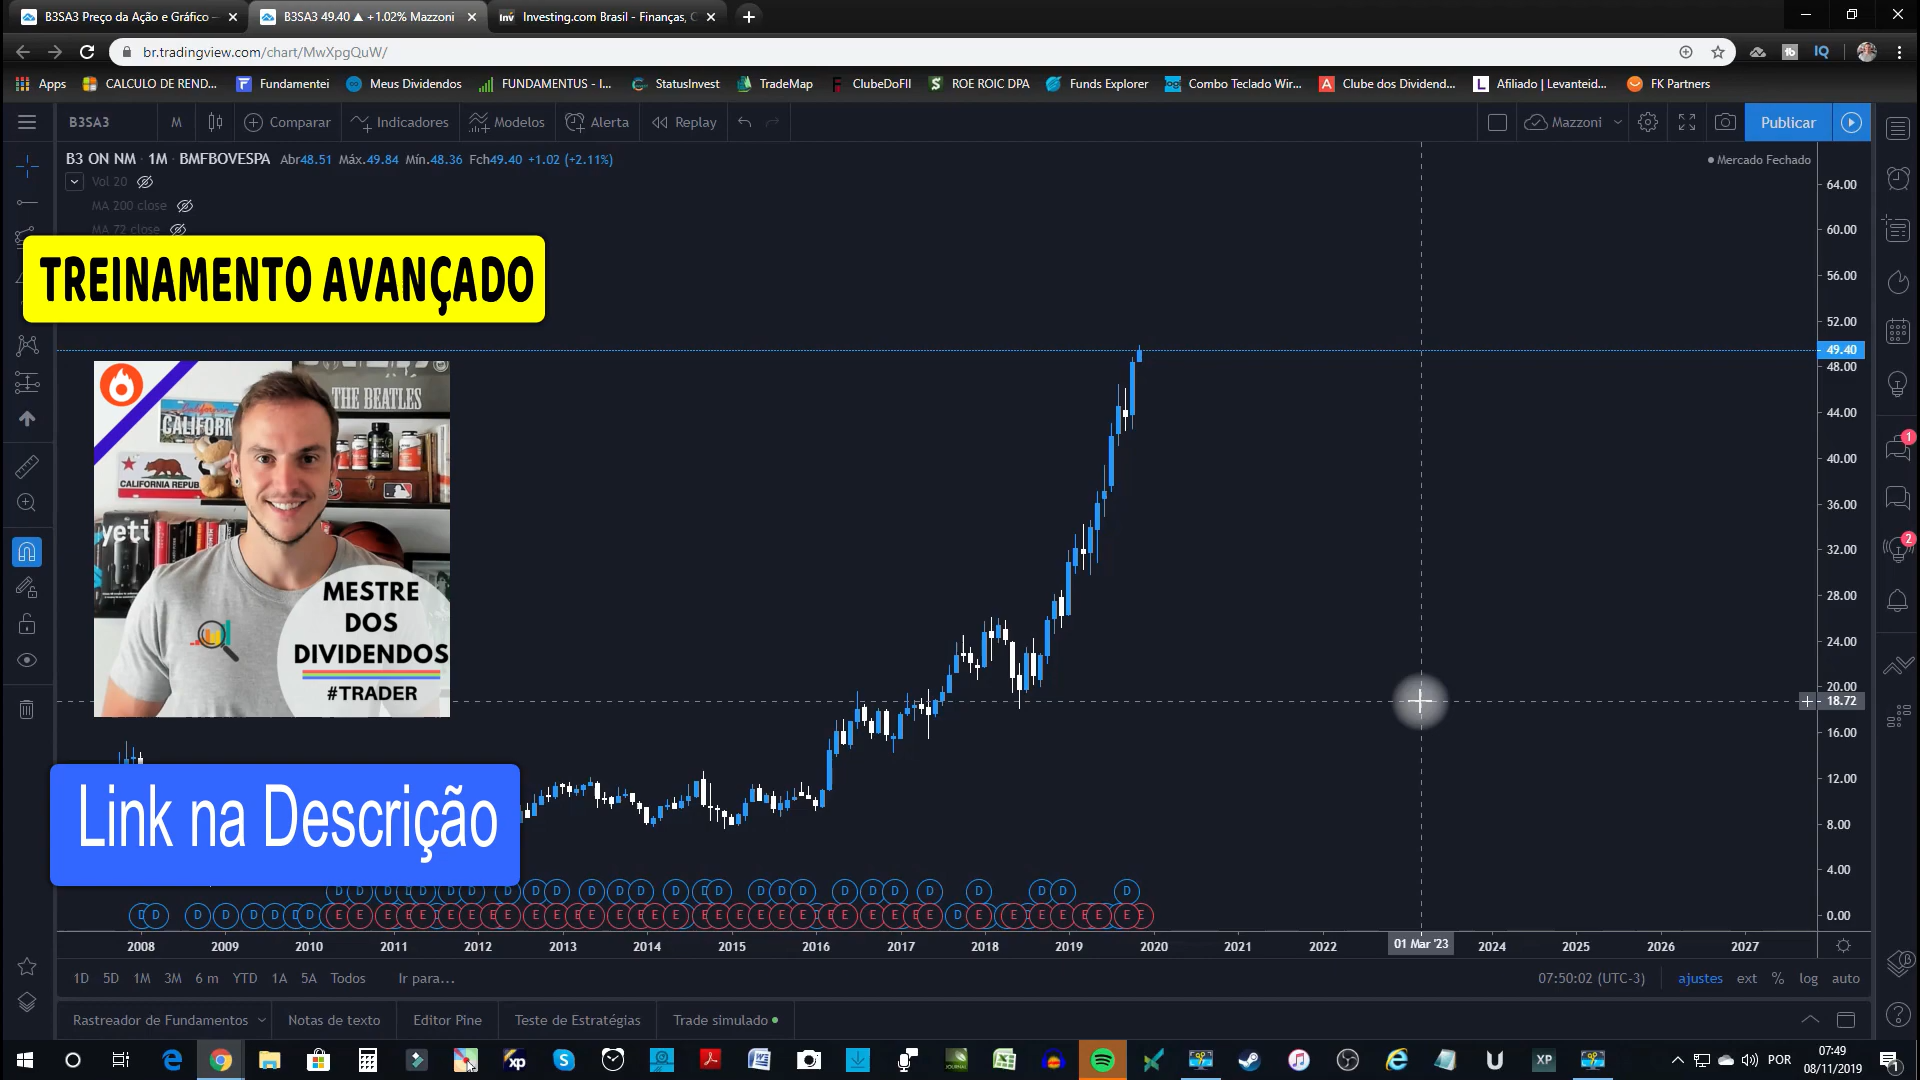 B3SA3 Preço da Ação e Gráfico
B3SA3 49.40 ▲ +1.02% Mazzoni
Investing.com Brasil - Finanças,
br.tradingview.com/chart/MwXpgQuW/
Apps
CALCULO DE REND...
Fundamentei
Meus Dividendos
FUNDAMENTUS - I...
StatusInvest
TradeMap
ClubeDoFII
ROE ROIC DPA
Funds Explorer
Combo Teclado Wir...
Clube dos Dividend...
Afiliado | Levanteid...
FK Partners
B3SA3
M
Comparar
Indicadores
Modelos
Alerta
Replay
Mazzoni
Publicar
B3 ON NM · 1M · BMFBOVESPA Abr48.51 Máx.49.84 Mín.48.36 Fch49.40 +1.02 (+2.11%)
Mercado Fechado
Vol 20
MA 200 close
MA 72 close
TREINAMENTO AVANÇADO
THE BEATLES
CALIFORNIA
CALIFORNIA REPUB
yeti
MESTRE
DOS
DIVIDENDOS
#TRADER
Link na Descrição
64.00
60.00
56.00
52.00
49.40
48.00
44.00
40.00
36.00
32.00
28.00
24.00
20.00
18.72
16.00
12.00
8.00
4.00
0.00
1
2
D D D D D D D D D D D D D D D D D D D D D D D D D D D
D D D D D D D E E E E E E E E E E E E E E E E E E E E E E E E E E E E D E E E E E E E
2008 2009 2010 2011 2012 2013 2014 2015 2016 2017 2018 2019 2020 2021 2022 01 Mar '23 2024 2025 2026 2027
1D 5D 1M 3M 6 m YTD 1A 5A Todos Ir para...
07:50:02 (UTC-3) ajustes ext % log auto
Rastreador de Fundamentos
Notas de texto
Editor Pine
Teste de Estratégias
Trade simulado
POR
07:49
08/11/2019